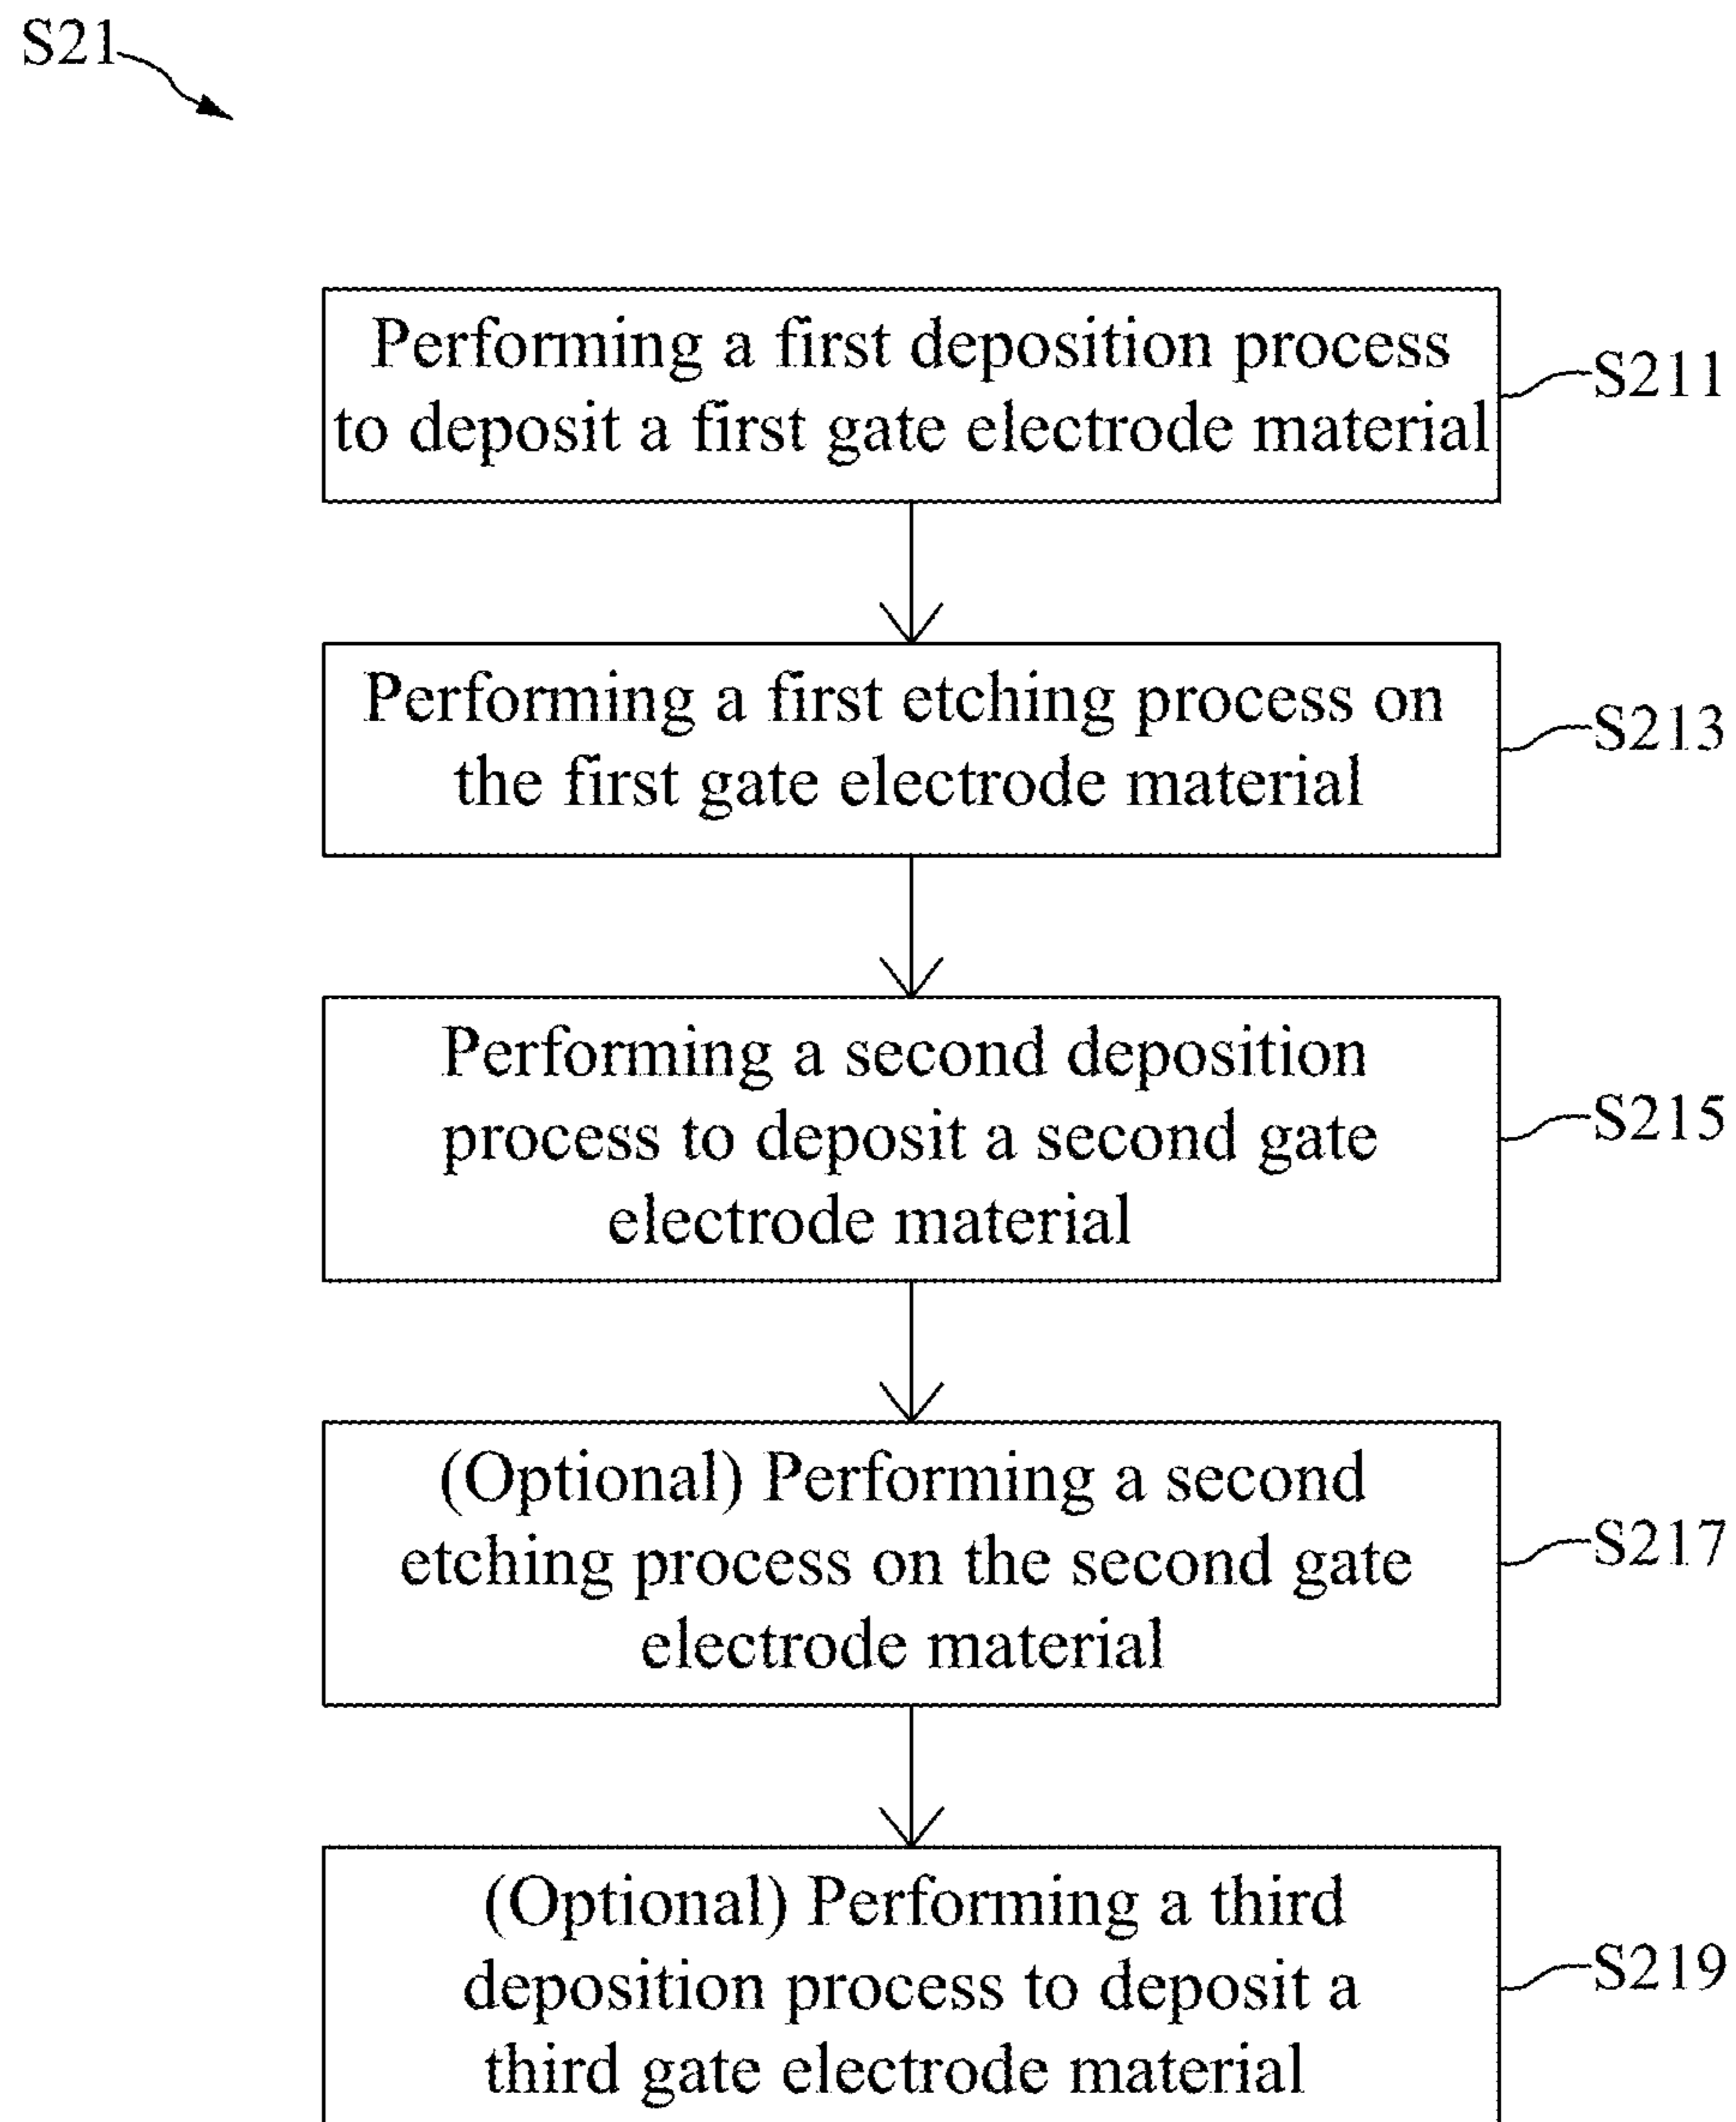 S21
Performing a first deposition process
to deposit a first gate electrode material
S211
Performing a first etching process on
the first gate electrode material
S213
Performing a second deposition
process to deposit a second gate
electrode material
S215
(Optional) Performing a second
etching process on the second gate
electrode material
S217
(Optional) Performing a third
deposition process to deposit a
third gate electrode material
S219